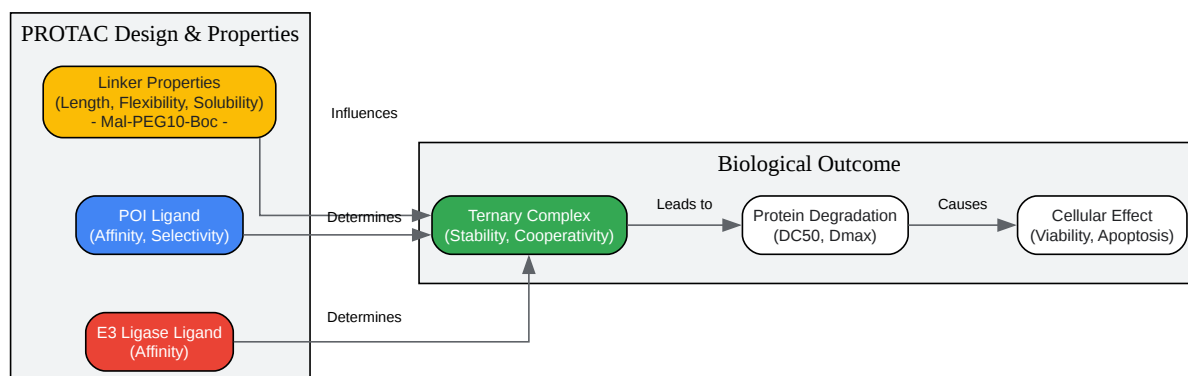 PROTAC Design & Properties
Linker Properties
(Length, Flexibility, Solubility)
- Mal-PEG10-Boc -
POI Ligand
(Affinity, Selectivity)
E3 Ligase Ligand
(Affinity)
Influences
Determines
Determines
Biological Outcome
Ternary Complex
(Stability, Cooperativity)
Leads to
Protein Degradation
(DC50, Dmax)
Causes
Cellular Effect
(Viability, Apoptosis)